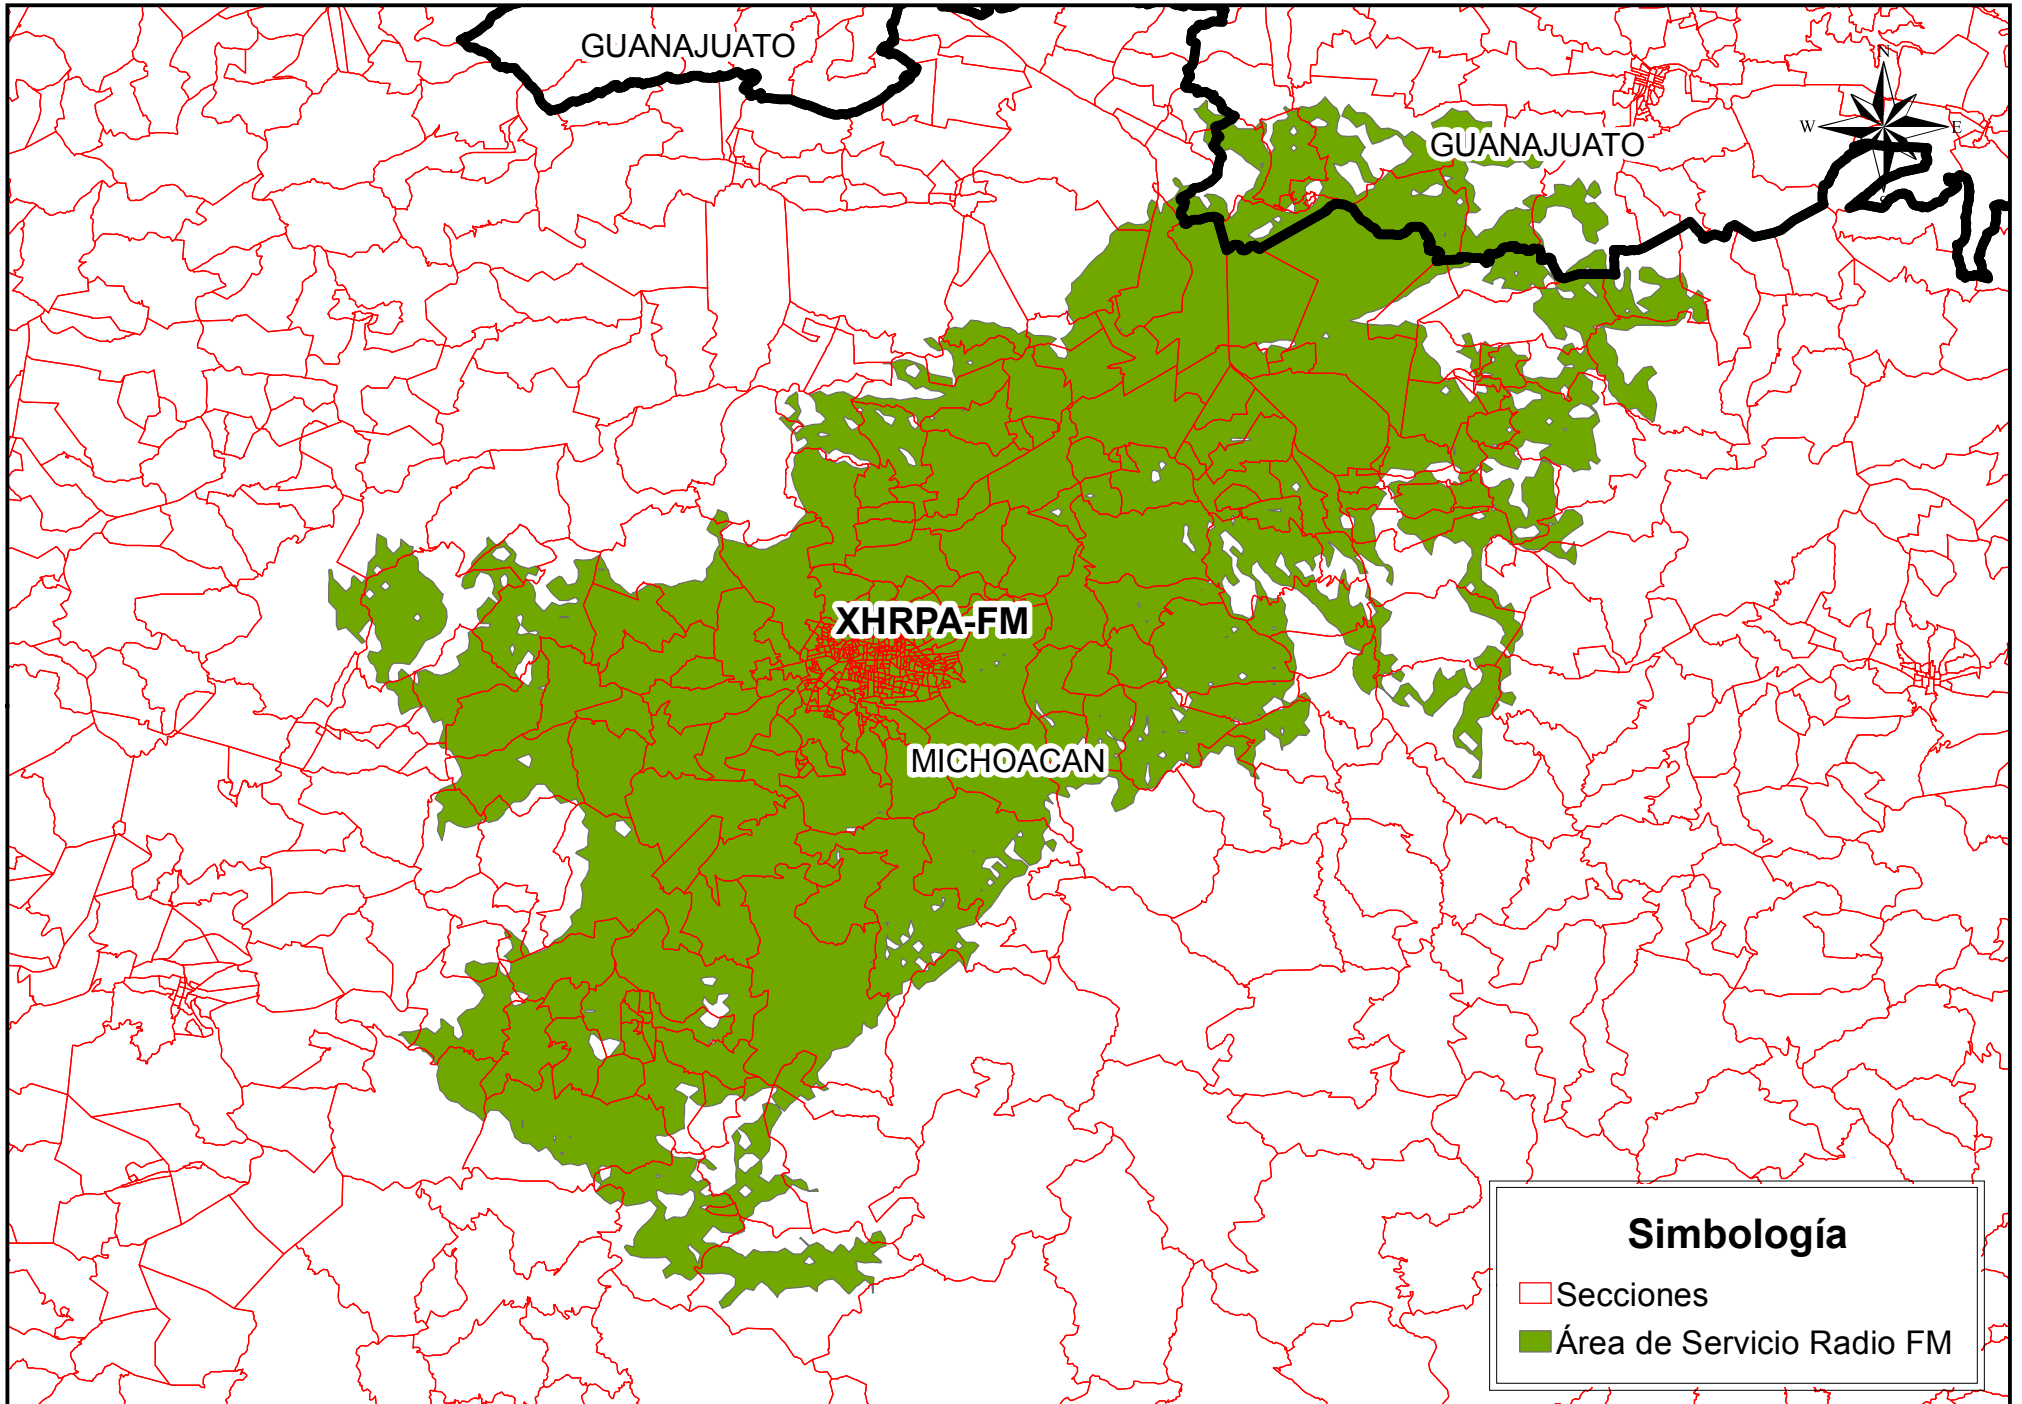 GUANAJUATO
N
W
E
S
GUANAJUATO
XHRPA-FM
MICHOACAN
Simbología
Secciones
Área de Servicio Radio FM